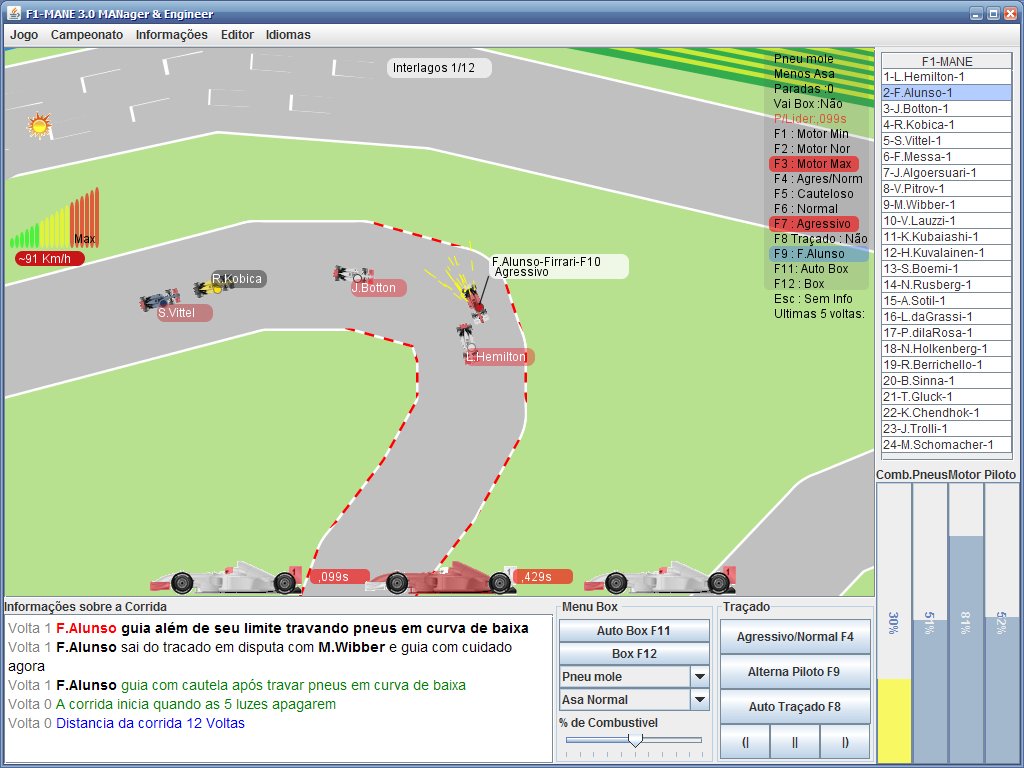 F1-MANE 3.0 MANager & Engineer
Jogo Campeonato Informações Editor Idiomas
Interlagos 1/12
Pneu mole
Menos Asa
Paradas :0
Vai Box :Não
P/Lider:,099s
F1 : Motor Min
F2 : Motor Nor
F3 : Motor Max
F4 : Agres/Norm
F5 : Cauteloso
F6 : Normal
F7 : Agressivo
F8 Traçado : Não
F9 : F.Alunso
F11: Auto Box
F12 : Box
Esc : Sem Info
Ultimas 5 voltas:
Max
~91 Km/h
F.Alunso-Firrari-F10
Agressivo
R.Kobica
J.Botton
S.Vittel
L.Hemilton
,099s
,429s
1
F1-MANE
1-L.Hemilton-1
2-F.Alunso-1
3-J.Botton-1
4-R.Kobica-1
5-S.Vittel-1
6-F.Messa-1
7-J.Algoersuari-1
8-V.Pitrov-1
9-M.Wibber-1
10-V.Lauzzi-1
11-K.Kubaiashi-1
12-H.Kuvalainen-1
13-S.Boemi-1
14-N.Rusberg-1
15-A.Sotil-1
16-L.daGrassi-1
17-P.dilaRosa-1
18-N.Holkenberg-1
19-R.Berrichello-1
20-B.Sinna-1
21-T.Gluck-1
22-K.Chendhok-1
23-J.Trolli-1
24-M.Schomacher-1
Comb.PneusMotor Piloto
30% 51% 81% 52%
Informações sobre a Corrida
Volta 1 F.Alunso guia além de seu limite travando pneus em curva de baixa
Volta 1 F.Alunso sai do tracado em disputa com M.Wibber e guia com cuidado
agora
Volta 1 F.Alunso guia com cautela após travar pneus em curva de baixa
Volta 0 A corrida inicia quando as 5 luzes apagarem
Volta 0 Distancia da corrida 12 Voltas
Menu Box
Auto Box F11
Box F12
Pneu mole
Asa Normal
% de Combustivel
Traçado
Agressivo/Normal F4
Alterna Piloto F9
Auto Traçado F8
(| || |)